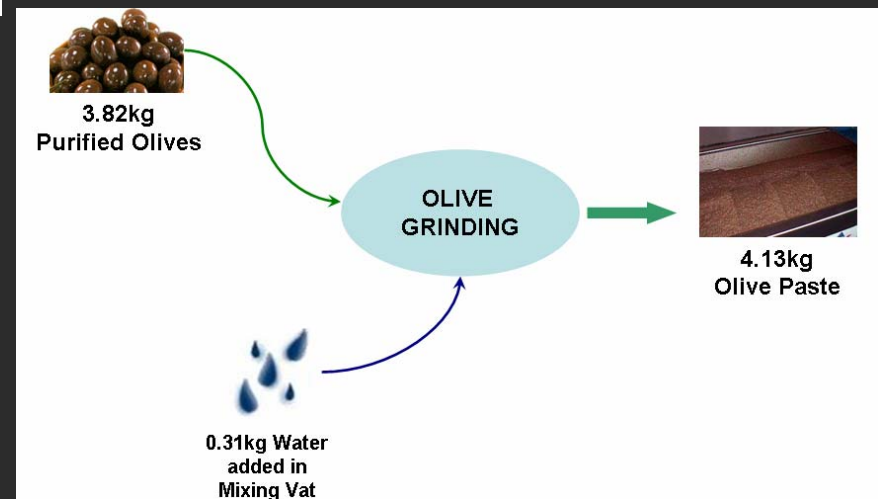 3.82kg
Purified Olives
OLIVE
GRINDING
4.13kg
Olive Paste
0.31kg Water
added in
Mixing Vat